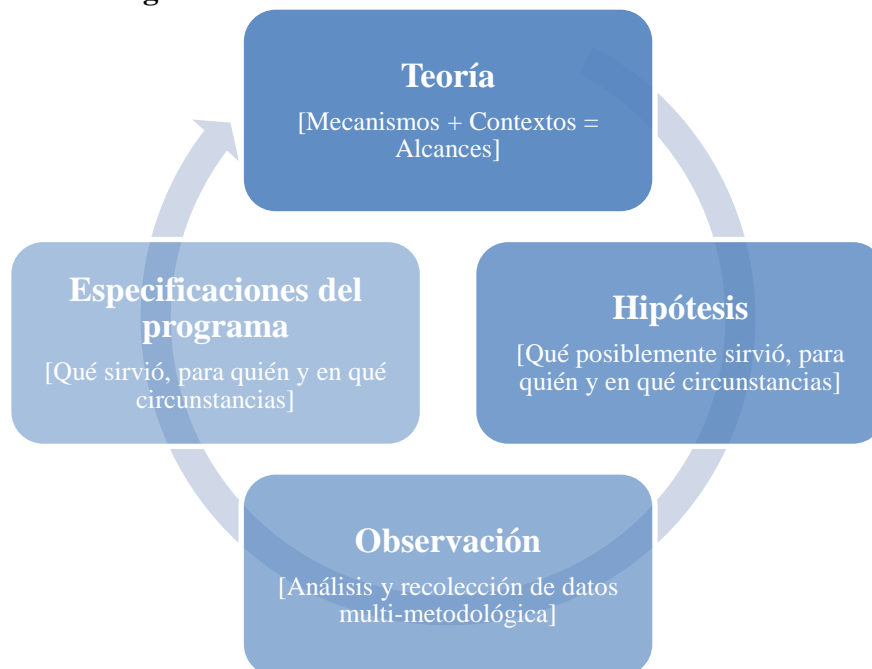 Teoría
[Mecanismos + Contextos =
Alcances]
Hipótesis
[Qué posiblemente sirvió, para
quién y en qué circunstancias]
Observación
[Análisis y recolección de datos
multi-metodológica]
Especificaciones del
programa
[Qué sirvió, para quién y en qué
circunstancias]